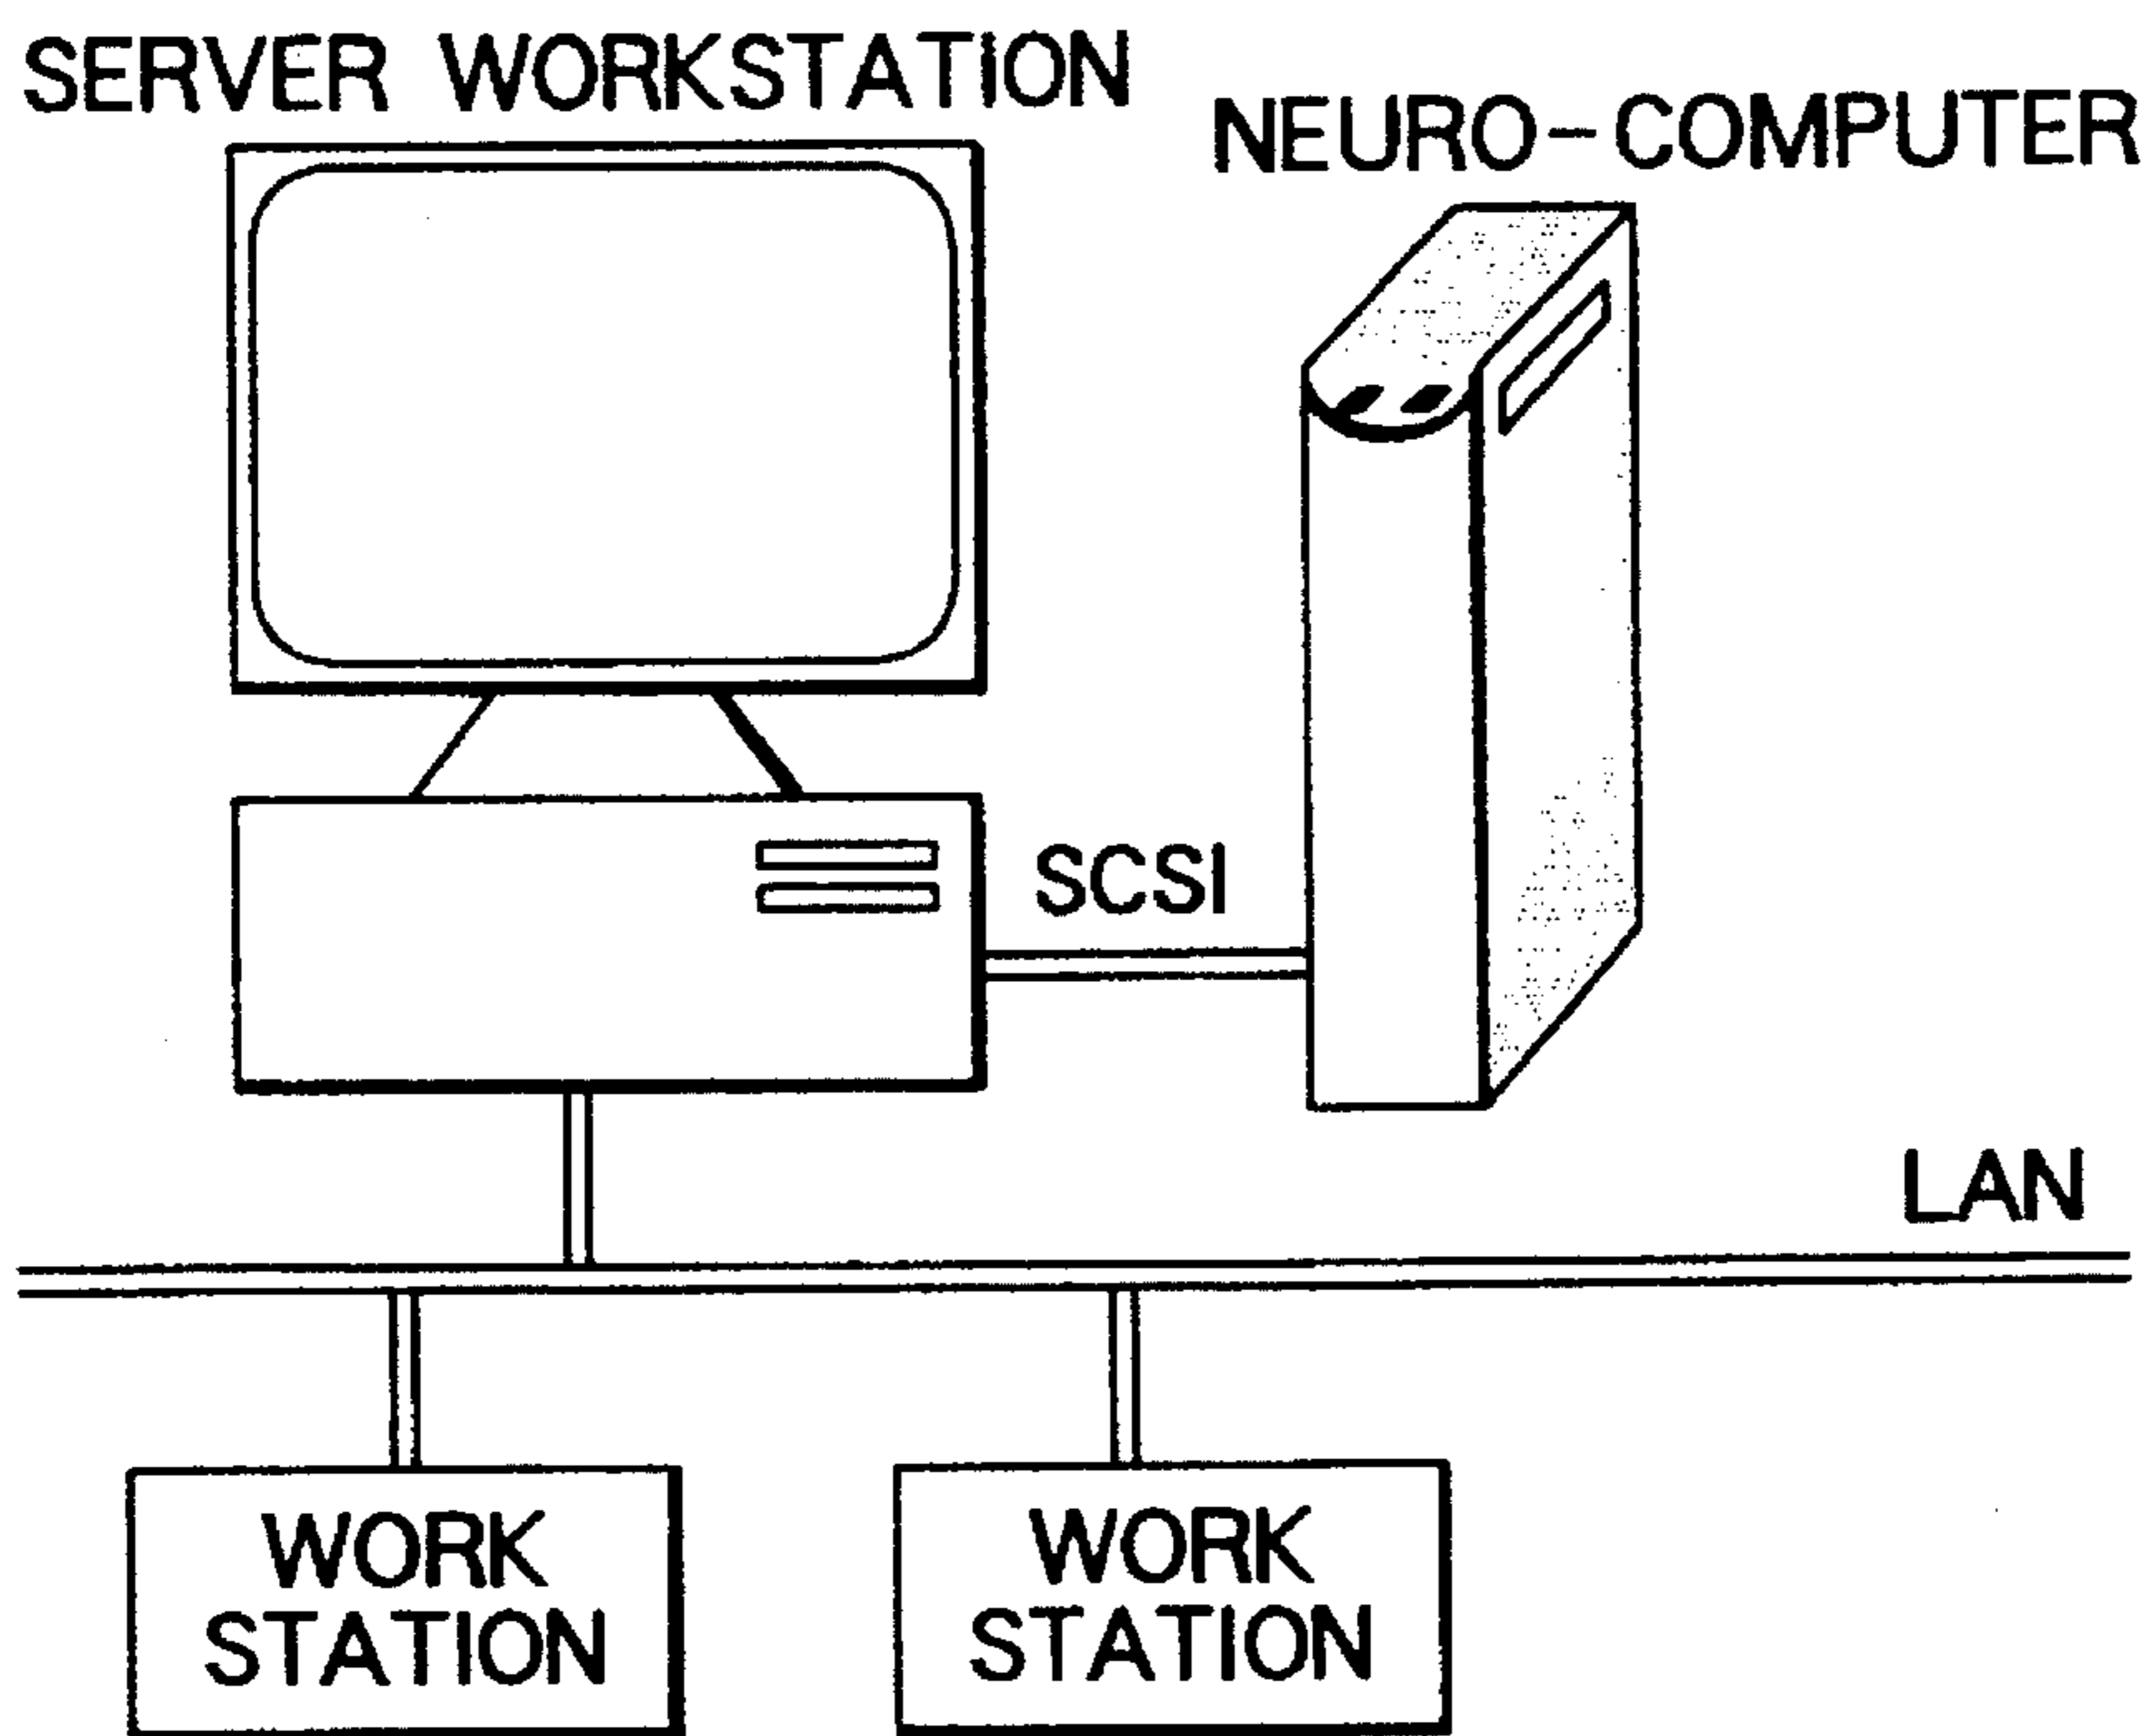 SERVER WORKSTATION
NEURO-COMPUTER
SCSI
LAN
WORK
STATION
WORK
STATION